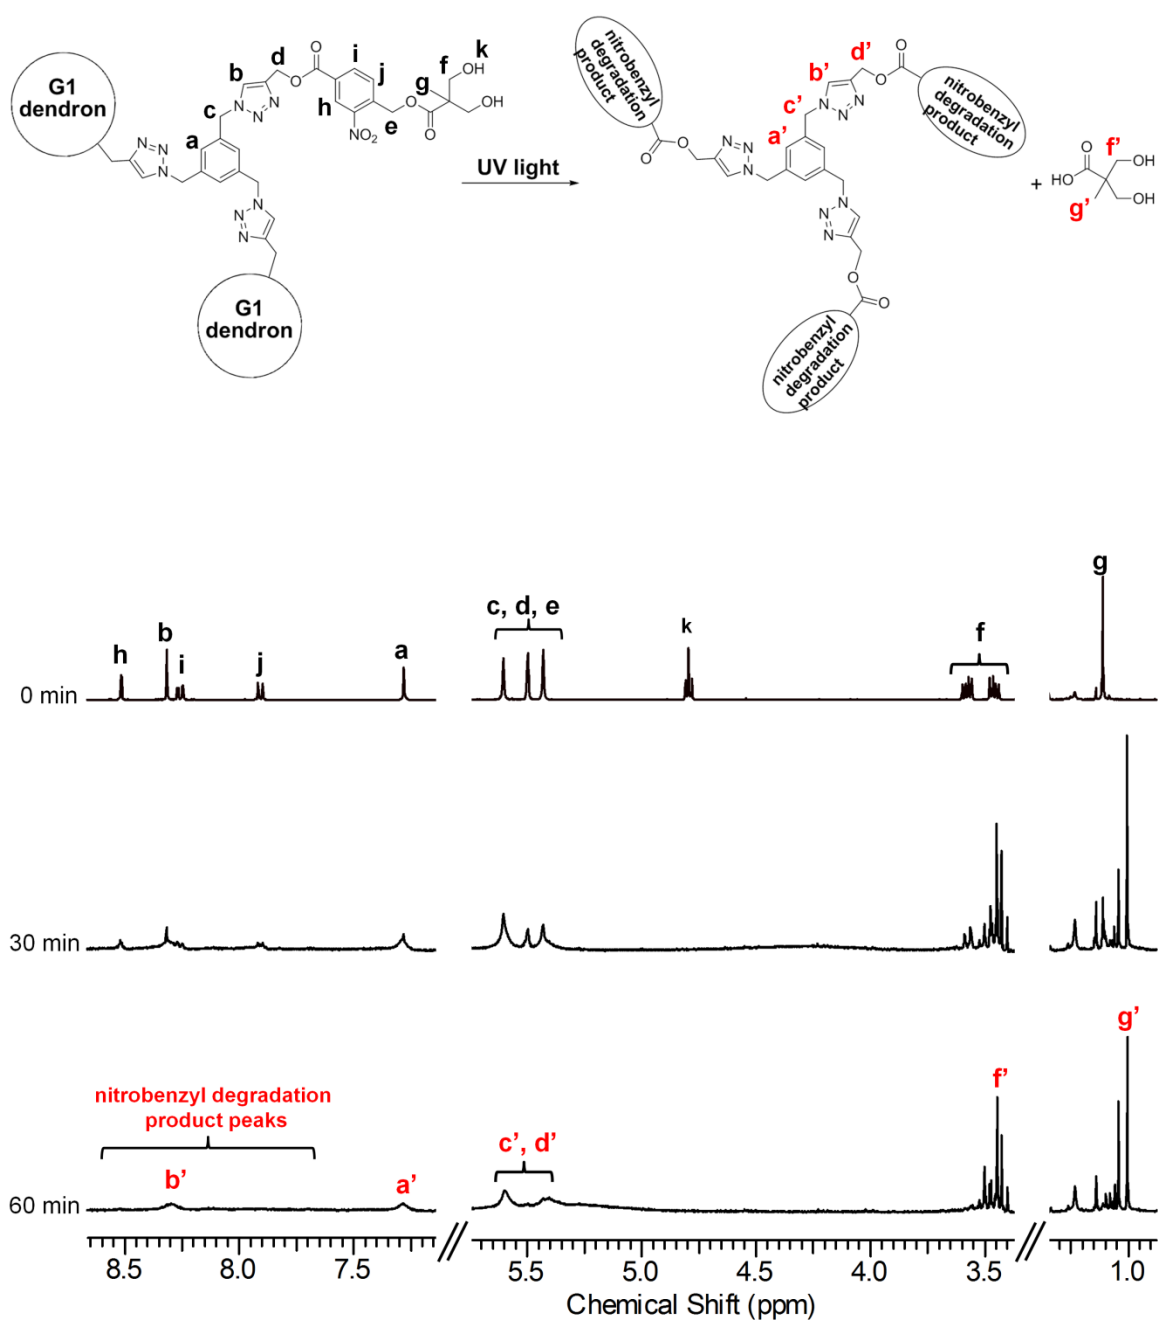 G1
dendron
c
b
d
O
O
i
j
h
NO2
e
g
O
O
f
k
OH
OH
N
N
N
a
N
N
N
N
N
N
G1
dendron
UV light
nitrobenzyl
degradation
product
O
O
N
N
N
a'
c'
b'
d'
N
N
N
O
O
nitrobenzyl
degradation
product
N
N
N
O
O
nitrobenzyl
degradation
product
+
O
HO
f'
OH
OH
g'
0 min
h
b
i
j
a
c, d, e
k
f
g
30 min
60 min
nitrobenzyl degradation
product peaks
b'
a'
c', d'
f'
g'
8.5 8.0 7.5 5.5 5.0 4.5 4.0 3.5 1.0
Chemical Shift (ppm)